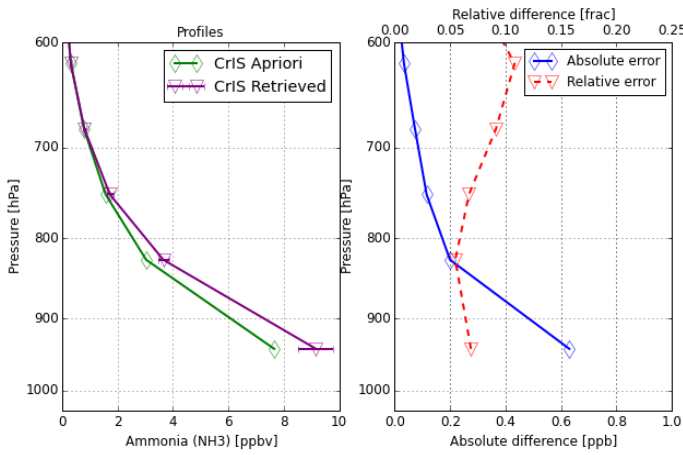 Profiles
600
700
800
900
1000
Pressure [hPa]
0 2 4 6 8 10
Ammonia (NH3) [ppbv]
CrIS Apriori
CrIS Retrieved
Relative difference [frac]
0.00 0.05 0.10 0.15 0.20 0.25
600
700
800
900
1000
Pressure [hPa]
0.0 0.2 0.4 0.6 0.8 1.0
Absolute difference [ppb]
Absolute error
Relative error